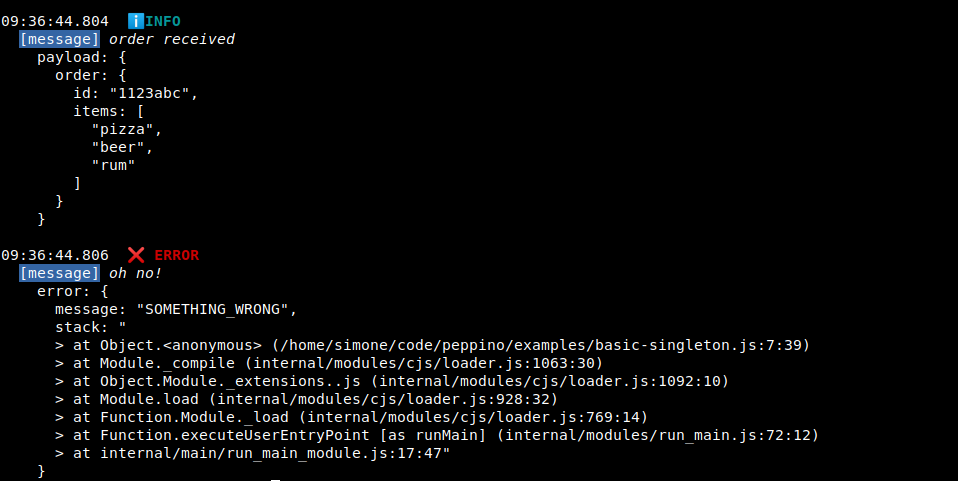 09:36:44.804  ℹ️INFO
  [message] order received
    payload: {
      order: {
        id: "1123abc",
        items: [
          "pizza",
          "beer",
          "rum"
        ]
      }
    }

09:36:44.806  ❌ ERROR
  [message] oh no!
    error: {
      message: "SOMETHING_WRONG",
      stack: "
      > at Object.<anonymous> (/home/simone/code/peppino/examples/basic-singleton.js:7:39)
      > at Module._compile (internal/modules/cjs/loader.js:1063:30)
      > at Object.Module._extensions..js (internal/modules/cjs/loader.js:1092:10)
      > at Module.load (internal/modules/cjs/loader.js:928:32)
      > at Function.Module._load (internal/modules/cjs/loader.js:769:14)
      > at Function.executeUserEntryPoint [as runMain] (internal/modules/run_main.js:72:12)
      > at internal/main/run_main_module.js:17:47"
    }